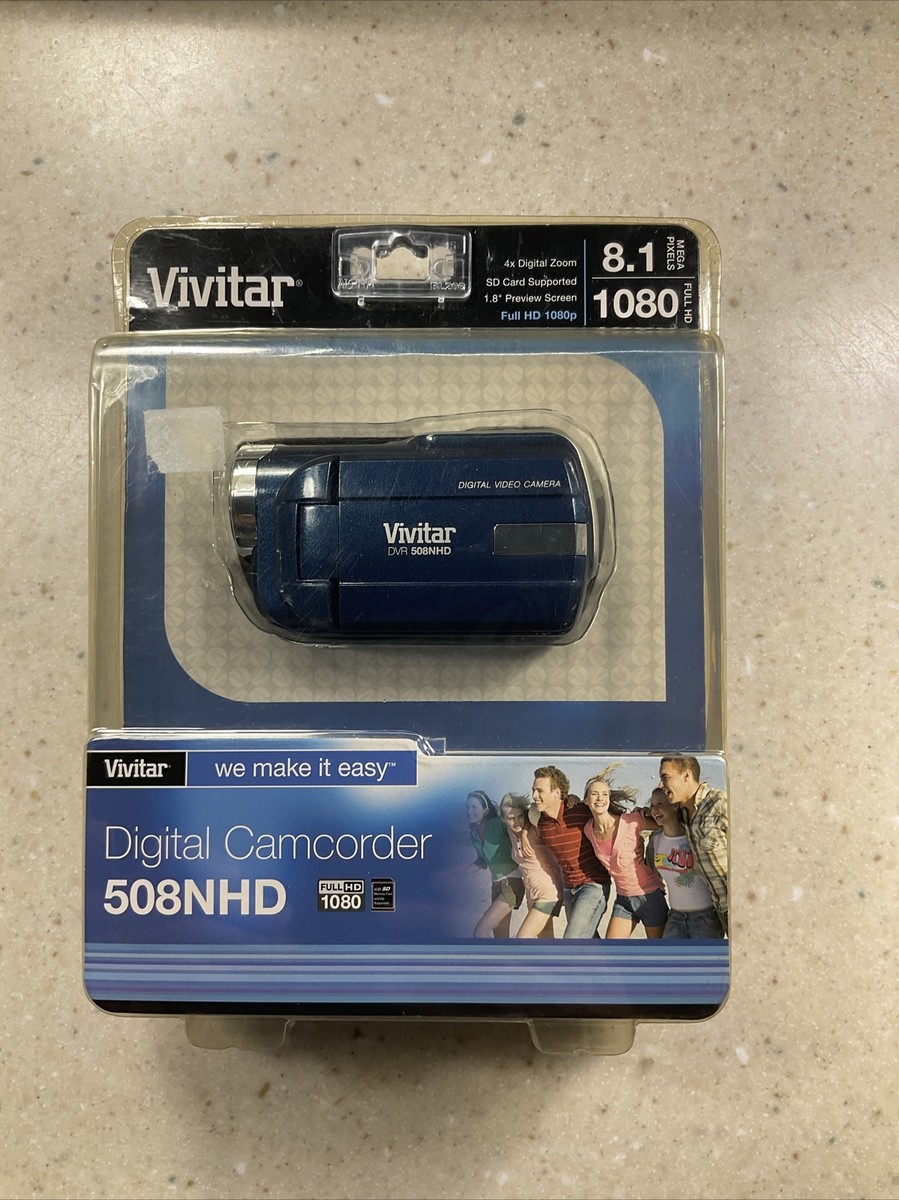 Vivitar®
4x Digital Zoom
SD Card Supported
1.8" Preview Screen
Full HD 1080p
8.1 MEGA PIXELS
1080 FULL HD
DIGITAL VIDEO CAMERA
Vivitar
DVR 508NHD
Vivitar
we make it easy™
Digital Camcorder
508NHD
FULL HD
1080
SD